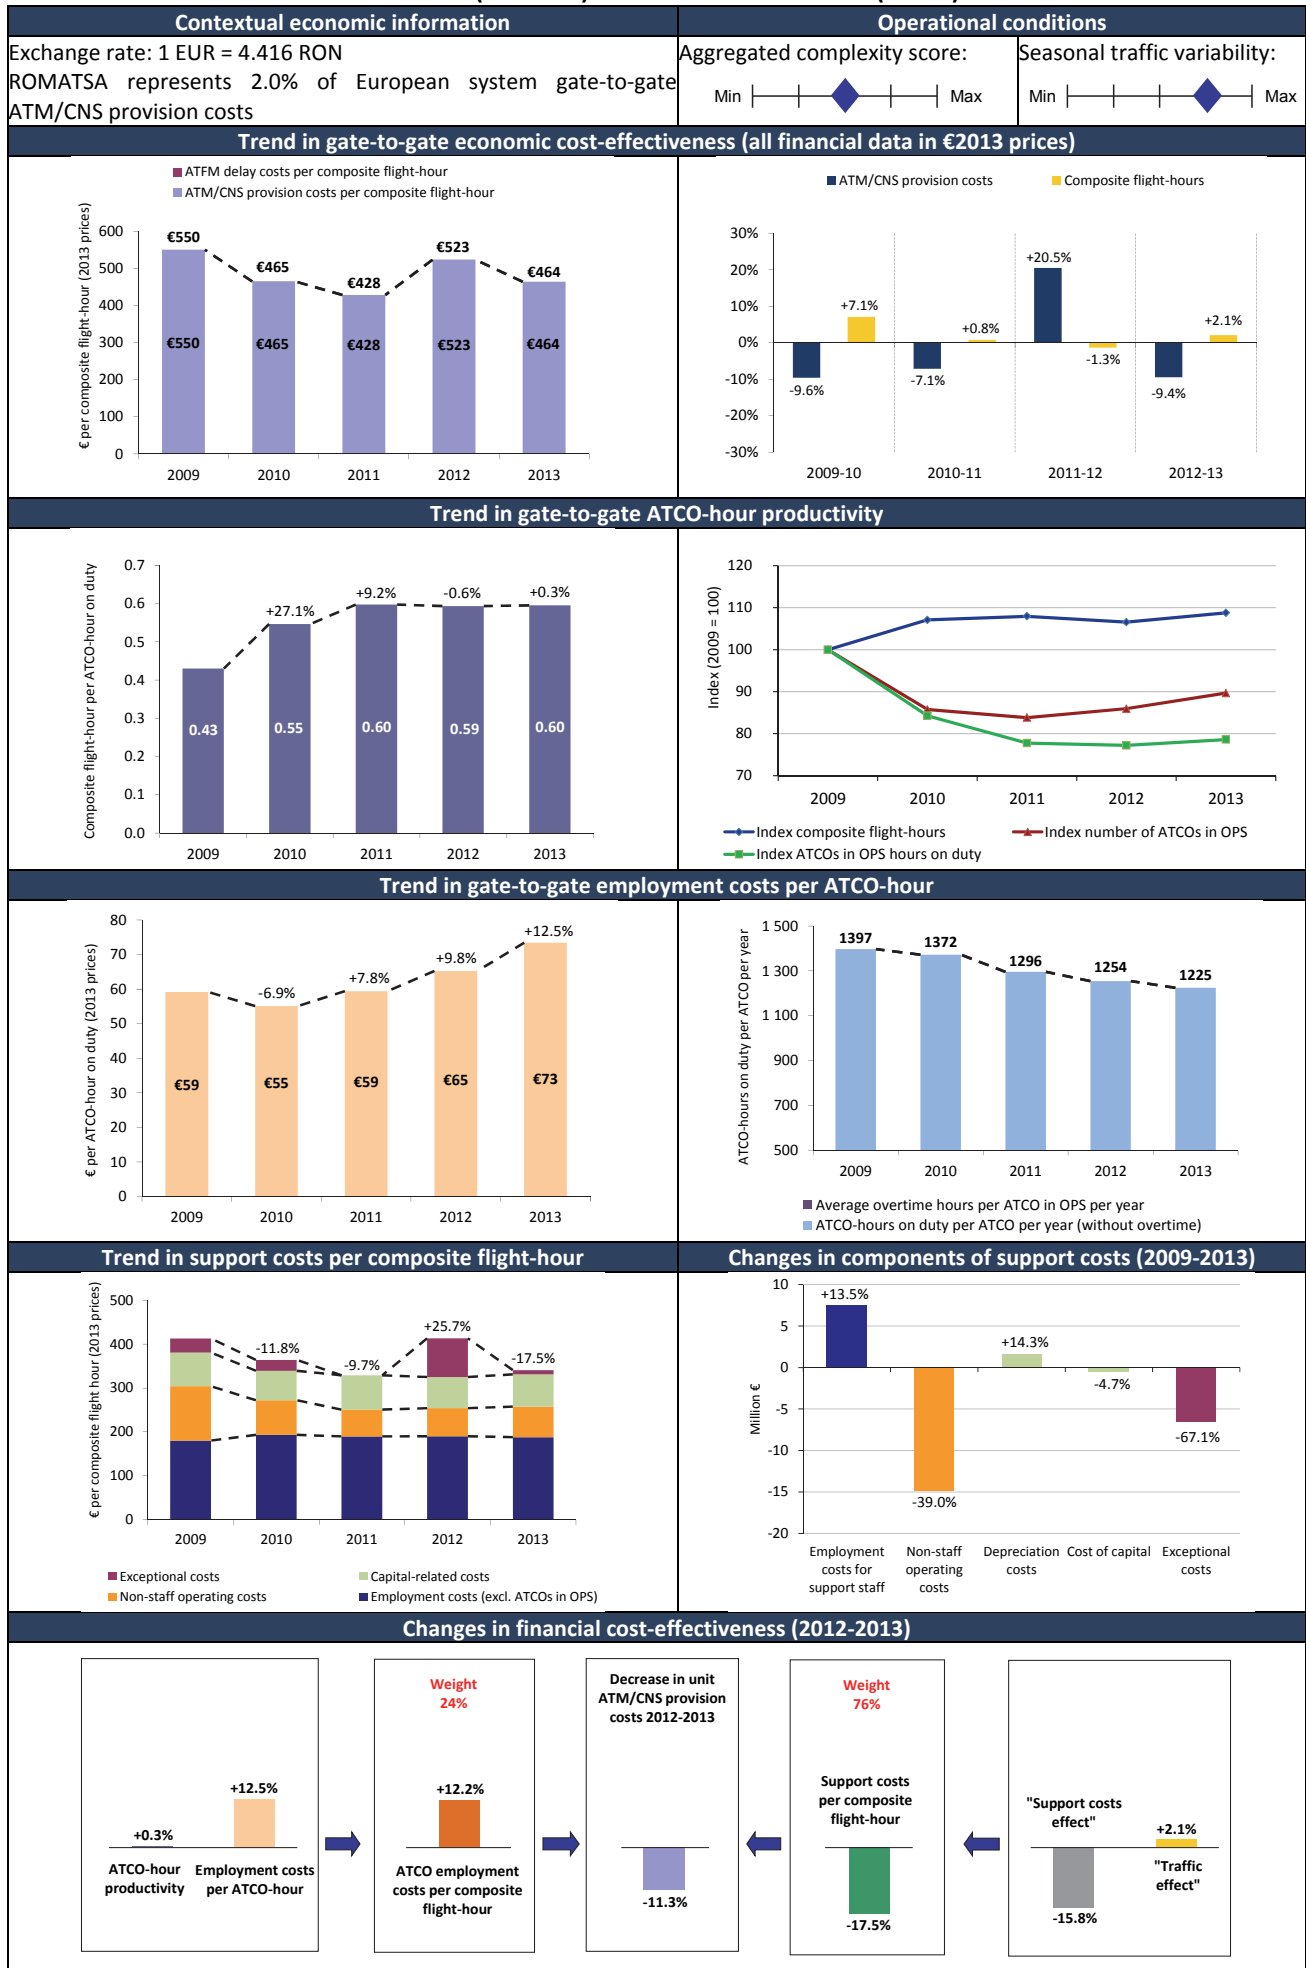 Contextual economic information
Operational conditions
Exchange rate: 1 EUR = 4.416 RON
ROMATSA represents 2.0% of European system gate-to-gate
ATM/CNS provision costs
Aggregated complexity score:
Min
Max
Seasonal traffic variability:
Min
Max
Trend in gate-to-gate economic cost-effectiveness (all financial data in €2013 prices)
ATFM delay costs per composite flight-hour
ATM/CNS provision costs per composite flight-hour
€ per composite flight-hour (2013 prices)
600
500
400
300
200
100
0
€550
€465
€428
€523
€464
€550
€465
€428
€523
€464
2009
2010
2011
2012
2013
ATM/CNS provision costs
Composite flight-hours
30%
20%
10%
0%
-10%
-20%
-30%
-9.6%
+7.1%
-7.1%
+0.8%
+20.5%
-1.3%
-9.4%
+2.1%
2009-10
2010-11
2011-12
2012-13
Trend in gate-to-gate ATCO-hour productivity
Composite flight-hour per ATCO-hour on duty
0.7
0.6
0.5
0.4
0.3
0.2
0.1
0.0
+27.1%
+9.2%
-0.6%
+0.3%
0.43
0.55
0.60
0.59
0.60
2009
2010
2011
2012
2013
Index (2009 = 100)
120
110
100
90
80
70
2009
2010
2011
2012
2013
Index composite flight-hours
Index number of ATCOs in OPS
Index ATCOs in OPS hours on duty
Trend in gate-to-gate employment costs per ATCO-hour
€ per ATCO-hour on duty (2013 prices)
80
70
60
50
40
30
20
10
0
-6.9%
+7.8%
+9.8%
+12.5%
€59
€55
€59
€65
€73
2009
2010
2011
2012
2013
ATCO-hours on duty per ATCO per year
1 500
1 300
1 100
900
700
500
1397
1372
1296
1254
1225
2009
2010
2011
2012
2013
Average overtime hours per ATCO in OPS per year
ATCO-hours on duty per ATCO per year (without overtime)
Trend in support costs per composite flight-hour
Changes in components of support costs (2009-2013)
€ per composite flight hour (2013 prices)
500
400
300
200
100
0
-11.8%
-9.7%
+25.7%
-17.5%
2009
2010
2011
2012
2013
Exceptional costs
Capital-related costs
Non-staff operating costs
Employment costs (excl. ATCOs in OPS)
Million €
10
5
0
-5
-10
-15
-20
+13.5%
-39.0%
+14.3%
-4.7%
-67.1%
Employment costs for support staff
Non-staff operating costs
Depreciation costs
Cost of capital
Exceptional costs
Changes in financial cost-effectiveness (2012-2013)
+0.3%
+12.5%
ATCO-hour
productivity
Employment costs
per ATCO-hour
Weight
24%
+12.2%
ATCO employment
costs per composite
flight-hour
Decrease in unit
ATM/CNS provision
costs 2012-2013
-11.3%
Weight
76%
Support costs
per composite
flight-hour
-17.5%
"Support costs
effect"
+2.1%
"Traffic
effect"
-15.8%